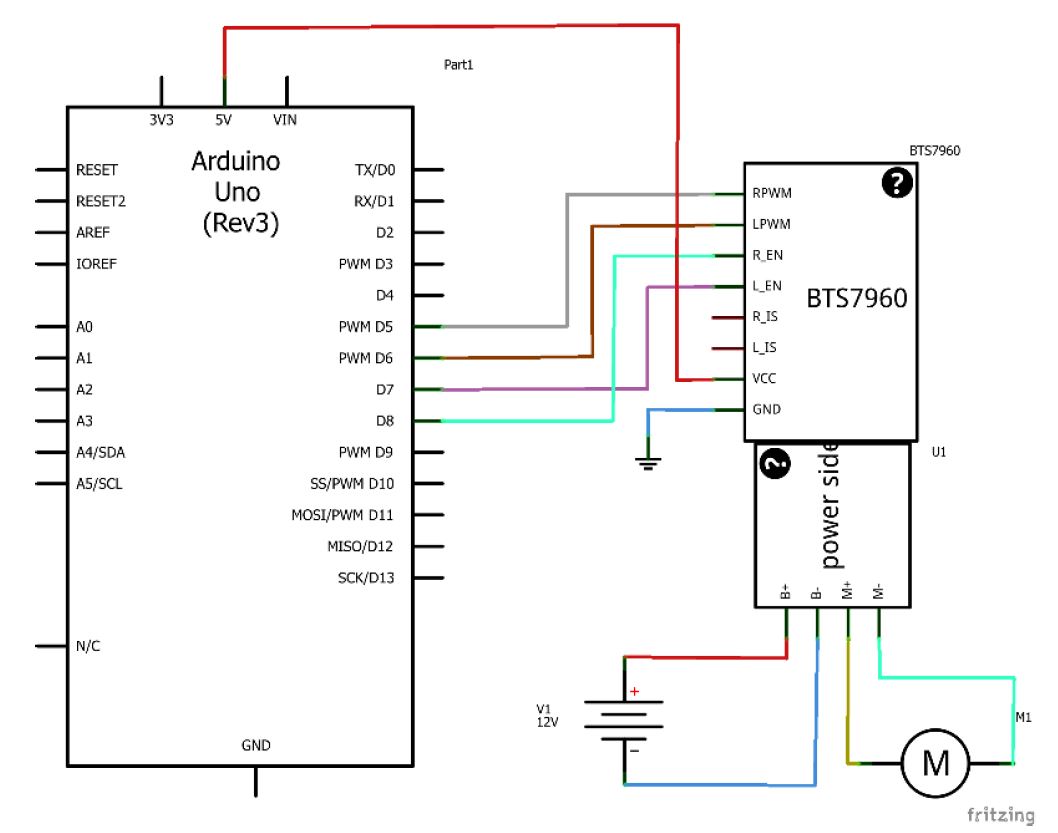 Part1
3V3
5V
VIN
Arduino
Uno
(Rev3)
RESET
RESET2
AREF
IOREF
A0
A1
A2
A3
A4/SDA
A5/SCL
N/C
GND
TX/D0
RX/D1
D2
PWM D3
D4
PWM D5
PWM D6
D7
D8
PWM D9
SS/PWM D10
MOSI/PWM D11
MISO/D12
SCK/D13
BTS7960
?
RPWM
LPWM
R_EN
L_EN
R_IS
L_IS
VCC
GND
BTS7960
U1
?
power side
B+
B-
M+
M-
V1
12V
+
−
M1
M
fritzing